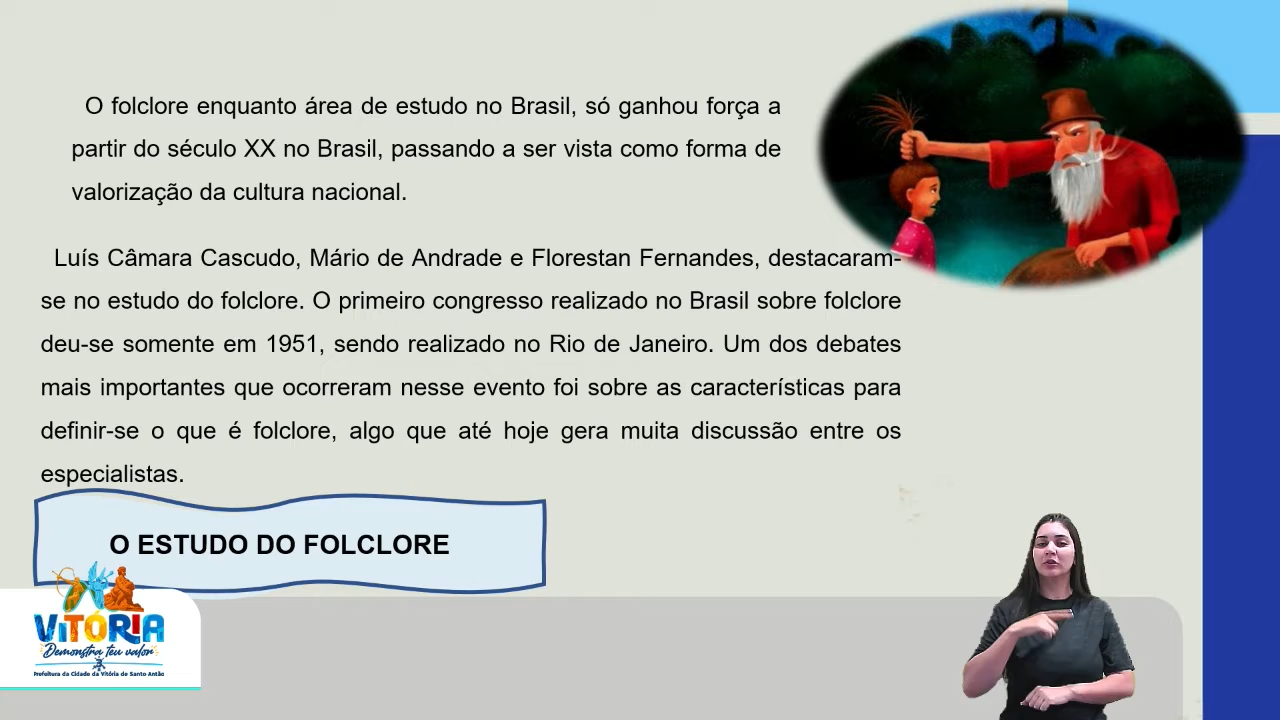 O folclore enquanto área de estudo no Brasil, só ganhou força a
partir do século XX no Brasil, passando a ser vista como forma de
valorização da cultura nacional.
Luís Câmara Cascudo, Mário de Andrade e Florestan Fernandes, destacaram-
se no estudo do folclore. O primeiro congresso realizado no Brasil sobre folclore
deu-se somente em 1951, sendo realizado no Rio de Janeiro. Um dos debates
mais importantes que ocorreram nesse evento foi sobre as características para
definir-se o que é folclore, algo que até hoje gera muita discussão entre os
especialistas.
O ESTUDO DO FOLCLORE
VITÓRIA
Demonstra teu valor
Prefeitura da Cidade da Vitória de Santo Antão